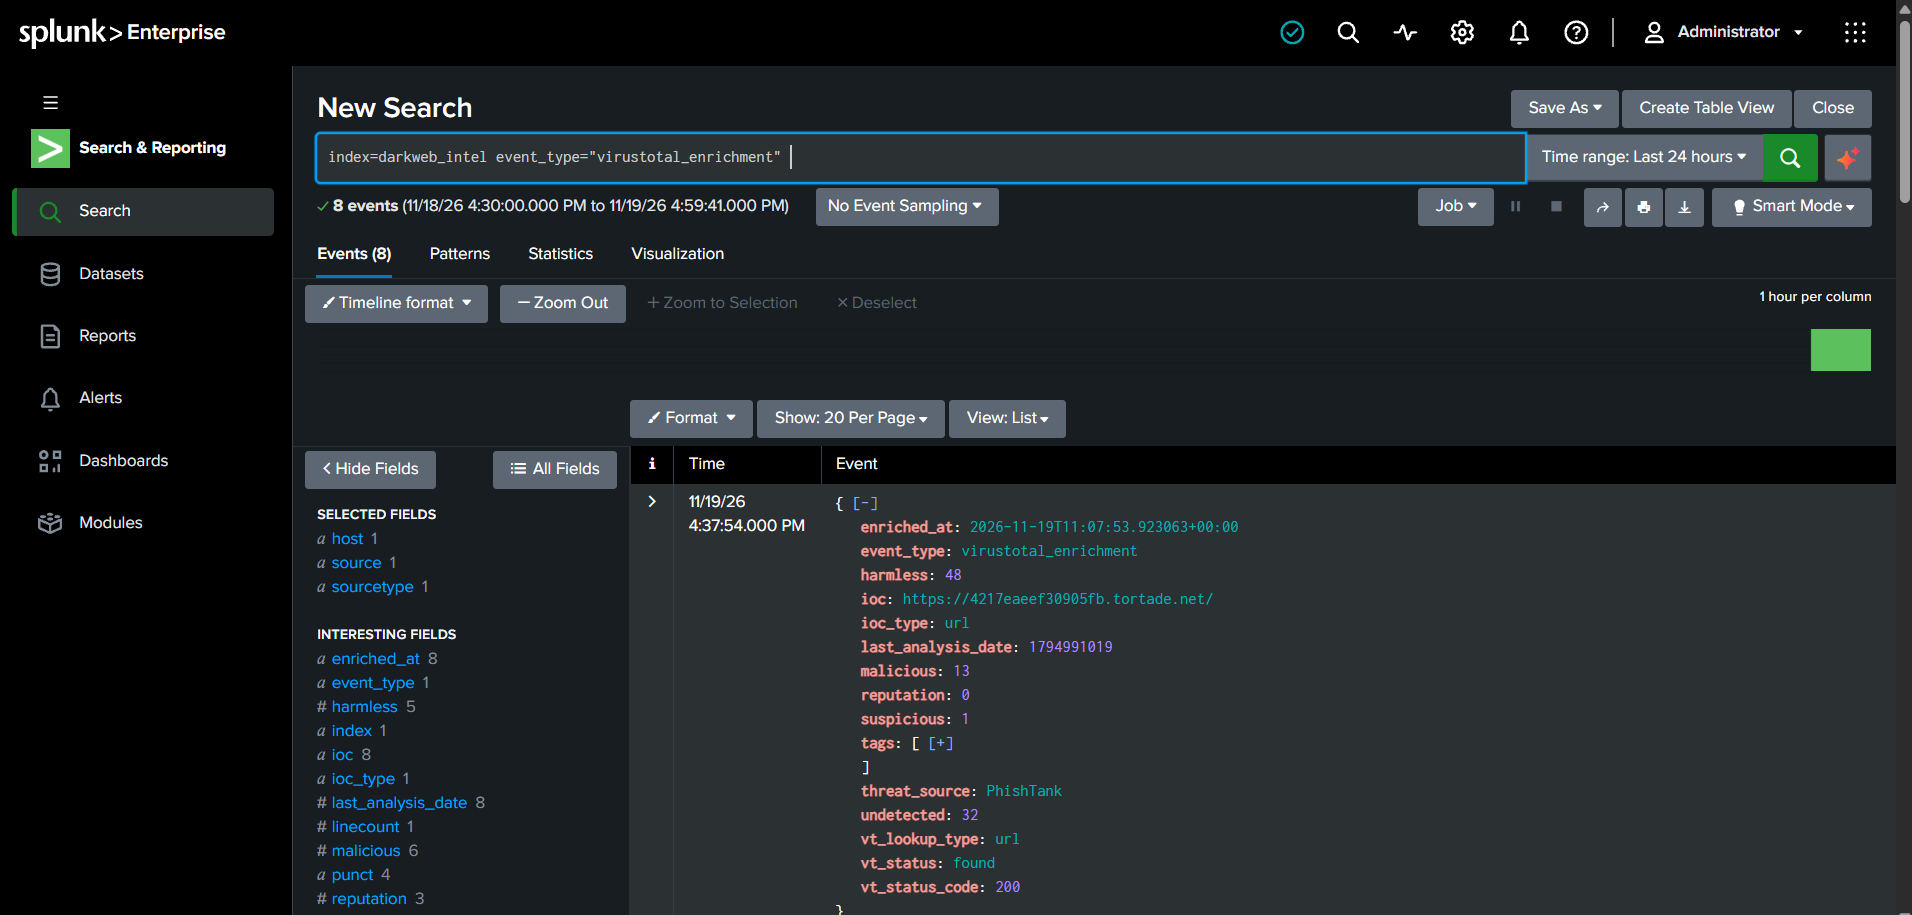 splunk> Enterprise
Administrator
Search & Reporting
Search
Datasets
Reports
Alerts
Dashboards
Modules
New Search
Save As
Create Table View
Close
index=darkweb_intel event_type="virustotal_enrichment"
Time range: Last 24 hours
8 events (11/18/26 4:30:00.000 PM to 11/19/26 4:59:41.000 PM)
No Event Sampling
Job
Smart Mode
Events (8)
Patterns
Statistics
Visualization
Timeline format
— Zoom Out
+ Zoom to Selection
× Deselect
1 hour per column
Format
Show: 20 Per Page
View: List
< Hide Fields
All Fields
SELECTED FIELDS
a host 1
a source 1
a sourcetype 1
INTERESTING FIELDS
a enriched_at 8
a event_type 1
# harmless 5
a index 1
a ioc 8
a ioc_type 1
# last_analysis_date 8
# linecount 1
# malicious 6
a punct 4
# reputation 3
i
Time
Event
11/19/26
4:37:54.000 PM
{ [-]
enriched_at: 2026-11-19T11:07:53.923063+00:00
event_type: virustotal_enrichment
harmless: 48
ioc: https://4217eaeef30905fb.tortade.net/
ioc_type: url
last_analysis_date: 1794991019
malicious: 13
reputation: 0
suspicious: 1
tags: [ [+]
]
threat_source: PhishTank
undetected: 32
vt_lookup_type: url
vt_status: found
vt_status_code: 200
}